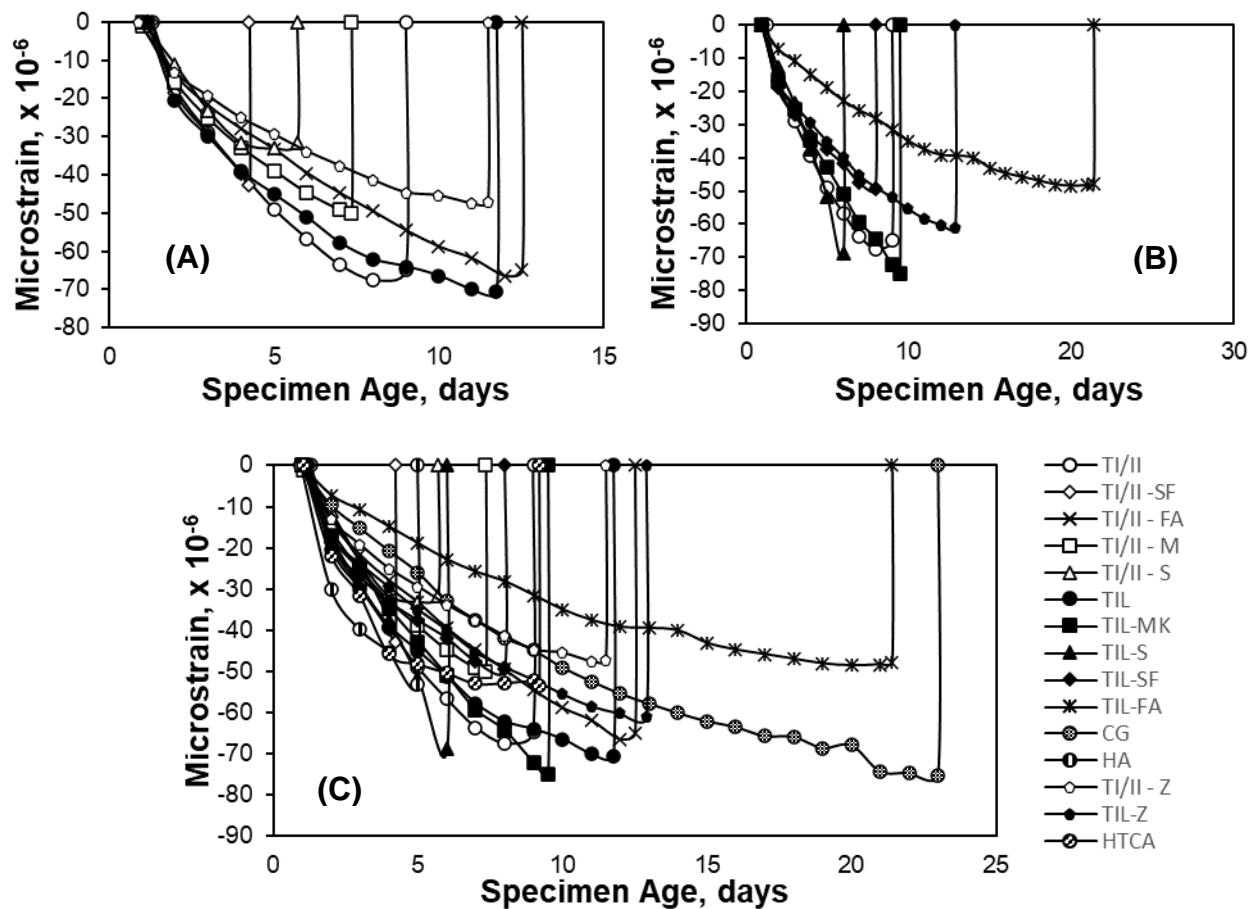 0
-10
-20
-30
-40
-50
-60
-70
-80
Microstrain, x 10-6
(A)
0 5 10 15
Specimen Age, days
0
-10
-20
-30
-40
-50
-60
-70
-80
-90
Microstrain, x 10-6
(B)
0 10 20 30
Specimen Age, days
0
-10
-20
-30
-40
-50
-60
-70
-80
-90
Microstrain, x 10-6
(C)
0 5 10 15 20 25
Specimen Age, days
TI/II
TI/II -SF
TI/II - FA
TI/II - M
TI/II - S
TIL
TIL-MK
TIL-S
TIL-SF
TIL-FA
CG
HA
TI/II - Z
TIL-Z
HTCA